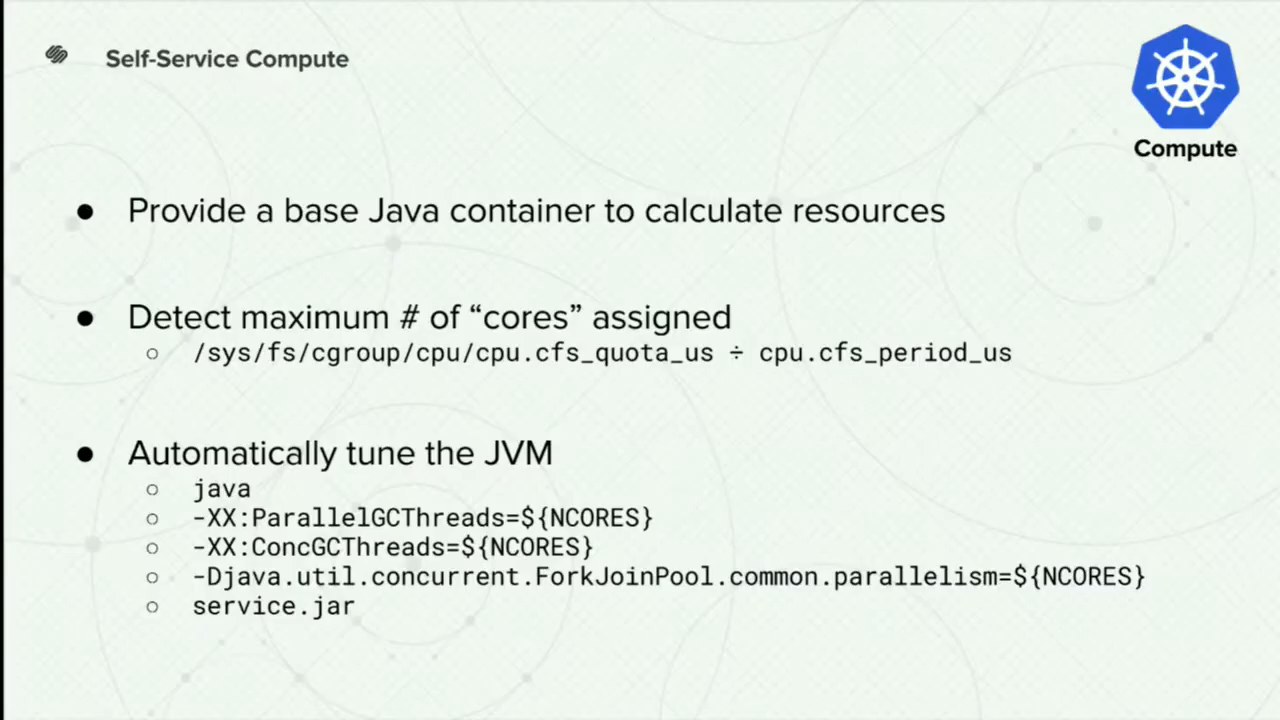 Self-Service Compute
Compute
● Provide a base Java container to calculate resources
● Detect maximum # of “cores” assigned
○ /sys/fs/cgroup/cpu/cpu.cfs_quota_us ÷ cpu.cfs_period_us
● Automatically tune the JVM
○ java
○ -XX:ParallelGCThreads=${NCORES}
○ -XX:ConcGCThreads=${NCORES}
○ -Djava.util.concurrent.ForkJoinPool.common.parallelism=${NCORES}
○ service.jar